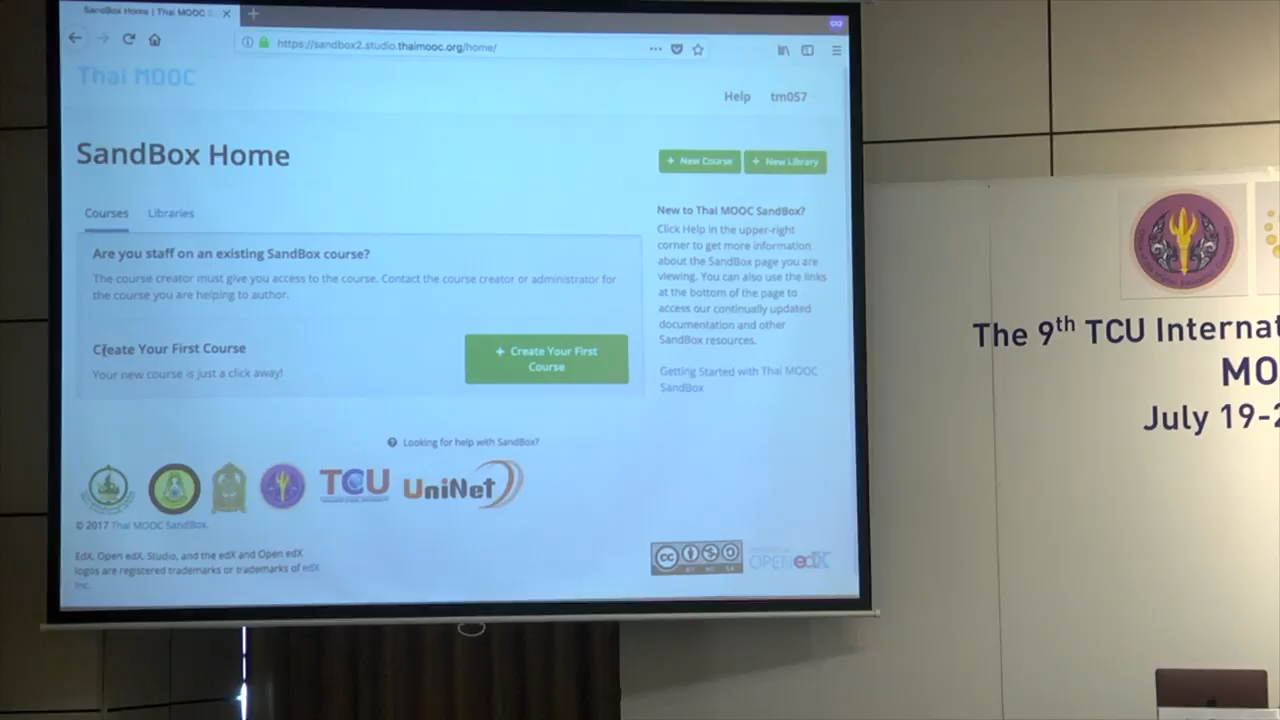 SandBox Home | Thai MOOC
https://sandbox2.studio.thaimooc.org/home/
Thai MOOC
Help tm057
SandBox Home
+ New Course + New Library
Courses Libraries
Are you staff on an existing SandBox course?
The course creator must give you access to the course. Contact the course creator or administrator for
the course you are helping to author.
Create Your First Course
Your new course is just a click away!
+ Create Your First
Course
New to Thai MOOC SandBox?
Click Help in the upper-right
corner to get more information
about the SandBox page you are
viewing. You can also use the links
at the bottom of the page to
access our continually updated
documentation and other
SandBox resources.
Getting Started with Thai MOOC
SandBox
Looking for help with SandBox?
TCU
UniNet
© 2017 Thai MOOC SandBox.
EdX, Open edX, Studio, and the edX and Open edX
logos are registered trademarks or trademarks of edX
Inc.
cc
BY NC SA
OPEN edX
The 9th TCU Internat
MO
July 19-2